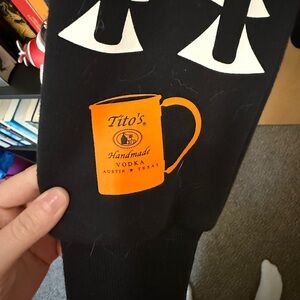 Tito's®
Handmade
VODKA
AUSTIN ★ TEXAS